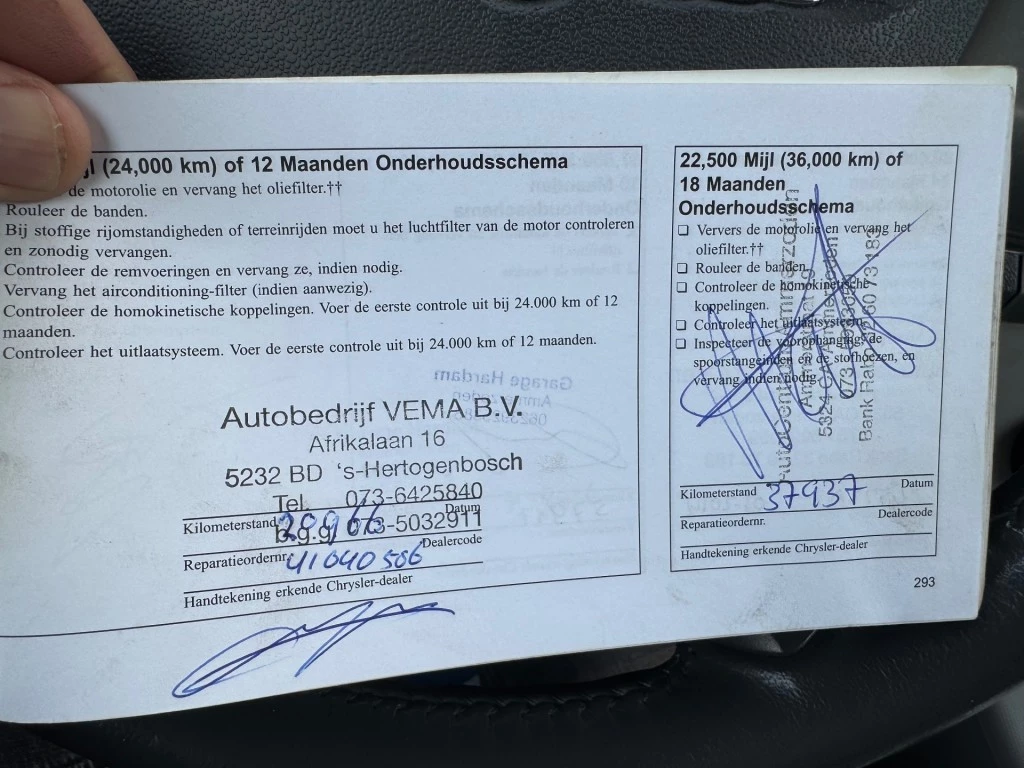 jl (24,000 km) of 12 Maanden Onderhoudsschema
de motorolie en vervang het oliefilter.††
Rouleer de banden.
Bij stoffige rijomstandigheden of terreinrijden moet u het luchtfilter van de motor controleren
en zonodig vervangen.
Controleer de remvoeringen en vervang ze, indien nodig.
Vervang het airconditioning-filter (indien aanwezig).
Controleer de homokinetische koppelingen. Voer de eerste controle uit bij 24.000 km of 12
maanden.
Controleer het uitlaatsysteem. Voer de eerste controle uit bij 24.000 km of 12 maanden.
Autobedrijf VEMA B.V.
Afrikalaan 16
5232 BD 's-Hertogenbosch
Tel. 073-6425840
b.g.g. 073-5032911
Kilometerstand
Datum
Reparatieordernr. 41040506
Dealercode
Handtekening erkende Chrysler-dealer
22,500 Mijl (36,000 km) of
18 Maanden
Onderhoudsschema
❏ Ververs de motorolie en vervang het
oliefilter.††
❏ Rouleer de banden.
❏ Controleer de homokinetische
koppelingen.
❏ Controleer het uitlaatsysteem.
❏ Inspecteer de voorophanging, de
spoorstangeinden en de stofhoezen, en
vervang indien nodig.
Kilometerstand 37937 Datum
Reparatieordernr. Dealercode
Handtekening erkende Chrysler-dealer
293